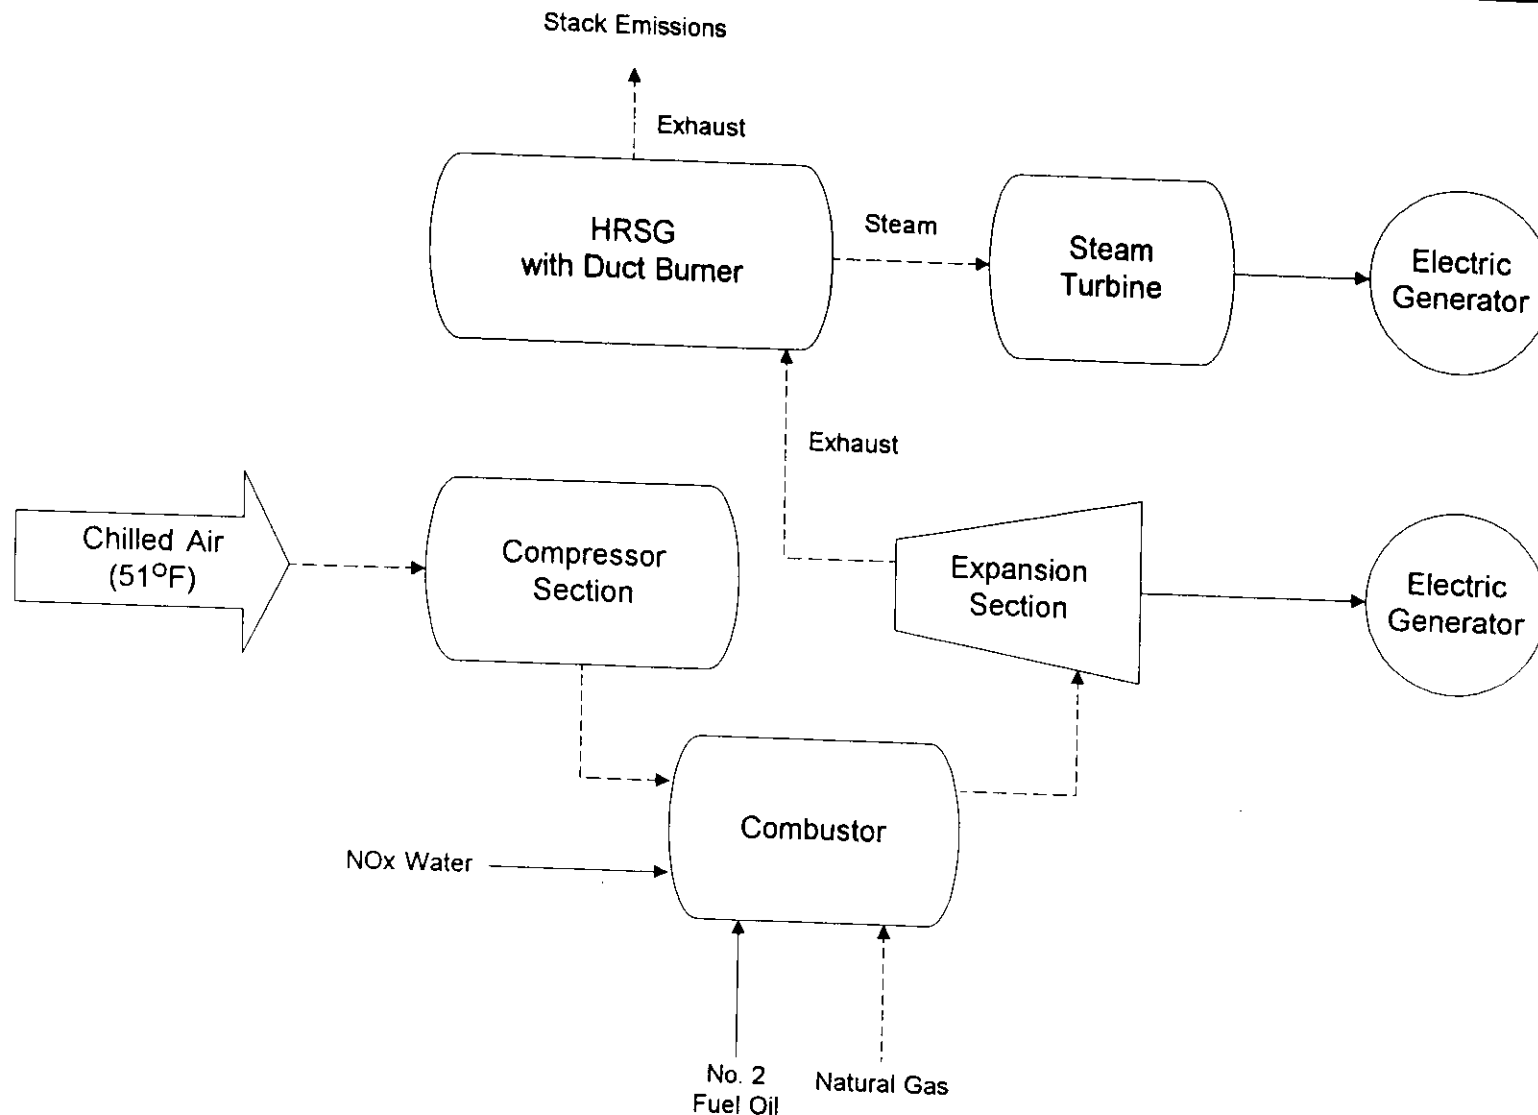 Stack Emissions
Exhaust
HRSG
with Duct Burner
Steam
Steam
Turbine
Electric
Generator
Exhaust
Chilled Air
(51°F)
Compressor
Section
Expansion
Section
Electric
Generator
Combustor
NOx Water
No. 2
Fuel Oil
Natural Gas